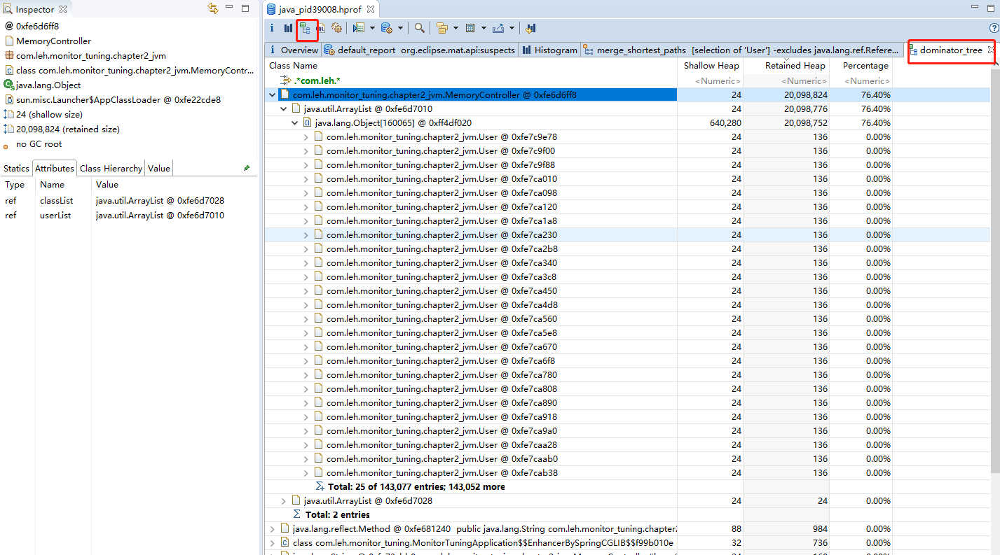 Inspector
@ 0xfe6d6ff8
MemoryController
com.leh.monitor_tuning.chapter2_jvm
class com.leh.monitor_tuning.chapter2_jvm.MemoryContr...
java.lang.Object
sun.misc.Launcher$AppClassLoader @ 0xfe22cde8
24 (shallow size)
20,098,824 (retained size)
no GC root
Statics Attributes Class Hierarchy Value
Type Name Value
ref classList java.util.ArrayList @ 0xfe6d7028
ref userList java.util.ArrayList @ 0xfe6d7010
java_pid39008.hprof
i Overview default_report org.eclipse.mat.api:suspects Histogram merge_shortest_paths [selection of 'User'] -excludes java.lang.ref.Refere... dominator_tree
Class Name Shallow Heap Retained Heap Percentage
.*com.leh.* <Numeric> <Numeric> <Numeric>
com.leh.monitor_tuning.chapter2_jvm.MemoryController @ 0xfe6d6ff8 24 20,098,824 76.40%
java.util.ArrayList @ 0xfe6d7010 24 20,098,776 76.40%
java.lang.Object[160065] @ 0xff4df020 640,280 20,098,752 76.40%
com.leh.monitor_tuning.chapter2_jvm.User @ 0xfe7c9e78 24 136 0.00%
com.leh.monitor_tuning.chapter2_jvm.User @ 0xfe7c9f00 24 136 0.00%
com.leh.monitor_tuning.chapter2_jvm.User @ 0xfe7c9f88 24 136 0.00%
com.leh.monitor_tuning.chapter2_jvm.User @ 0xfe7ca010 24 136 0.00%
com.leh.monitor_tuning.chapter2_jvm.User @ 0xfe7ca098 24 136 0.00%
com.leh.monitor_tuning.chapter2_jvm.User @ 0xfe7ca120 24 136 0.00%
com.leh.monitor_tuning.chapter2_jvm.User @ 0xfe7ca1a8 24 136 0.00%
com.leh.monitor_tuning.chapter2_jvm.User @ 0xfe7ca230 24 136 0.00%
com.leh.monitor_tuning.chapter2_jvm.User @ 0xfe7ca2b8 24 136 0.00%
com.leh.monitor_tuning.chapter2_jvm.User @ 0xfe7ca340 24 136 0.00%
com.leh.monitor_tuning.chapter2_jvm.User @ 0xfe7ca3c8 24 136 0.00%
com.leh.monitor_tuning.chapter2_jvm.User @ 0xfe7ca450 24 136 0.00%
com.leh.monitor_tuning.chapter2_jvm.User @ 0xfe7ca4d8 24 136 0.00%
com.leh.monitor_tuning.chapter2_jvm.User @ 0xfe7ca560 24 136 0.00%
com.leh.monitor_tuning.chapter2_jvm.User @ 0xfe7ca5e8 24 136 0.00%
com.leh.monitor_tuning.chapter2_jvm.User @ 0xfe7ca670 24 136 0.00%
com.leh.monitor_tuning.chapter2_jvm.User @ 0xfe7ca6f8 24 136 0.00%
com.leh.monitor_tuning.chapter2_jvm.User @ 0xfe7ca780 24 136 0.00%
com.leh.monitor_tuning.chapter2_jvm.User @ 0xfe7ca808 24 136 0.00%
com.leh.monitor_tuning.chapter2_jvm.User @ 0xfe7ca890 24 136 0.00%
com.leh.monitor_tuning.chapter2_jvm.User @ 0xfe7ca918 24 136 0.00%
com.leh.monitor_tuning.chapter2_jvm.User @ 0xfe7ca9a0 24 136 0.00%
com.leh.monitor_tuning.chapter2_jvm.User @ 0xfe7caa28 24 136 0.00%
com.leh.monitor_tuning.chapter2_jvm.User @ 0xfe7caab0 24 136 0.00%
com.leh.monitor_tuning.chapter2_jvm.User @ 0xfe7cab38 24 136 0.00%
Total: 25 of 143,077 entries; 143,052 more
java.util.ArrayList @ 0xfe6d7028 24 24 0.00%
Total: 2 entries
java.lang.reflect.Method @ 0xfe681240 public java.lang.String com.leh.monitor_tuning.chapter 88 984 0.00%
class com.leh.monitor_tuning.MonitorTuningApplication$$EnhancerBySpringCGLIB$$f99b010e 32 736 0.00%